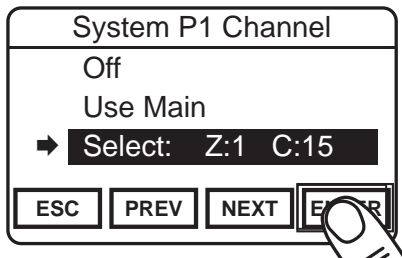 System P1 Channel
Off
Use Main
Select: Z:1 C:15
ESC PREV NEXT